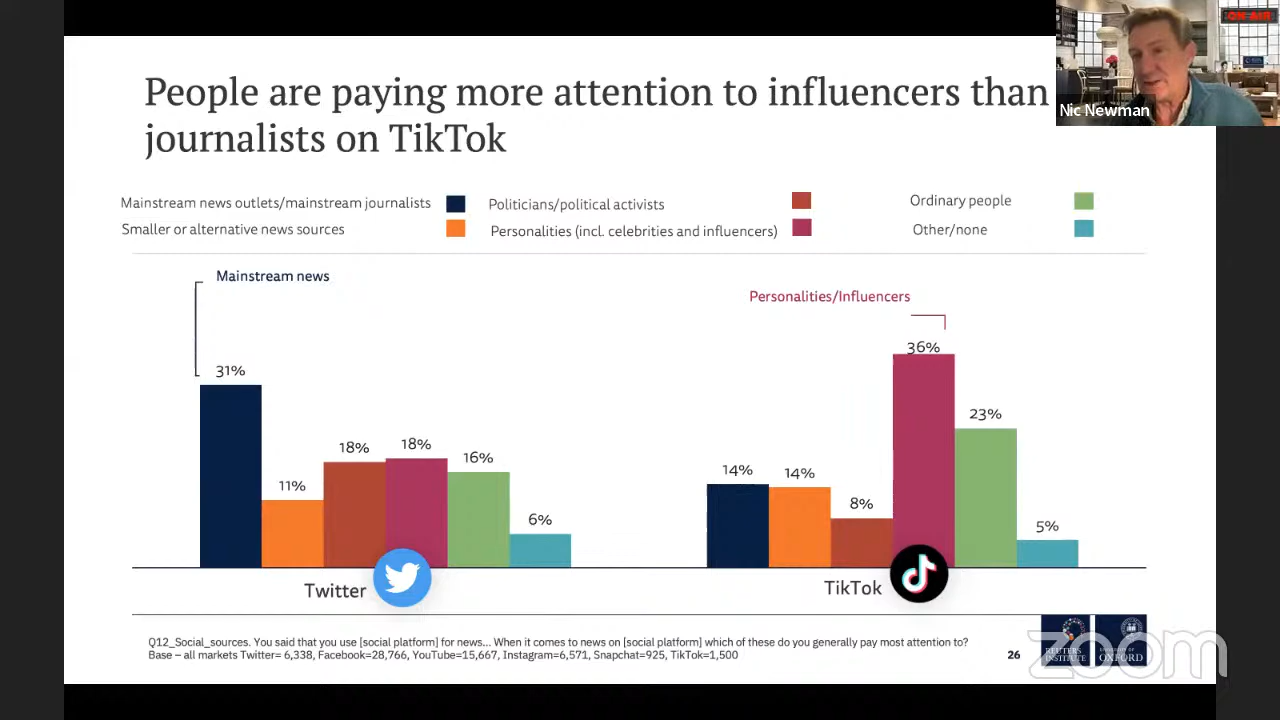 ON AIR
Nic Newman
People are paying more attention to influencers than
journalists on TikTok
Mainstream news outlets/mainstream journalists
Politicians/political activists
Ordinary people
Smaller or alternative news sources
Personalities (incl. celebrities and influencers)
Other/none
Mainstream news
Personalities/Influencers
31%
11%
18%
18%
16%
6%
14%
14%
8%
36%
23%
5%
Twitter
TikTok
Q12_Social_sources. You said that you use [social platform] for news... When it comes to news on [social platform] which of these do you generally pay most attention to?
Base – all markets Twitter= 6,338, Facebook=28,766, YouTube=15,667, Instagram=6,571, Snapchat=925, TikTok=1,500
26
REUTERS
INSTITUTE
OXFORD
zoom